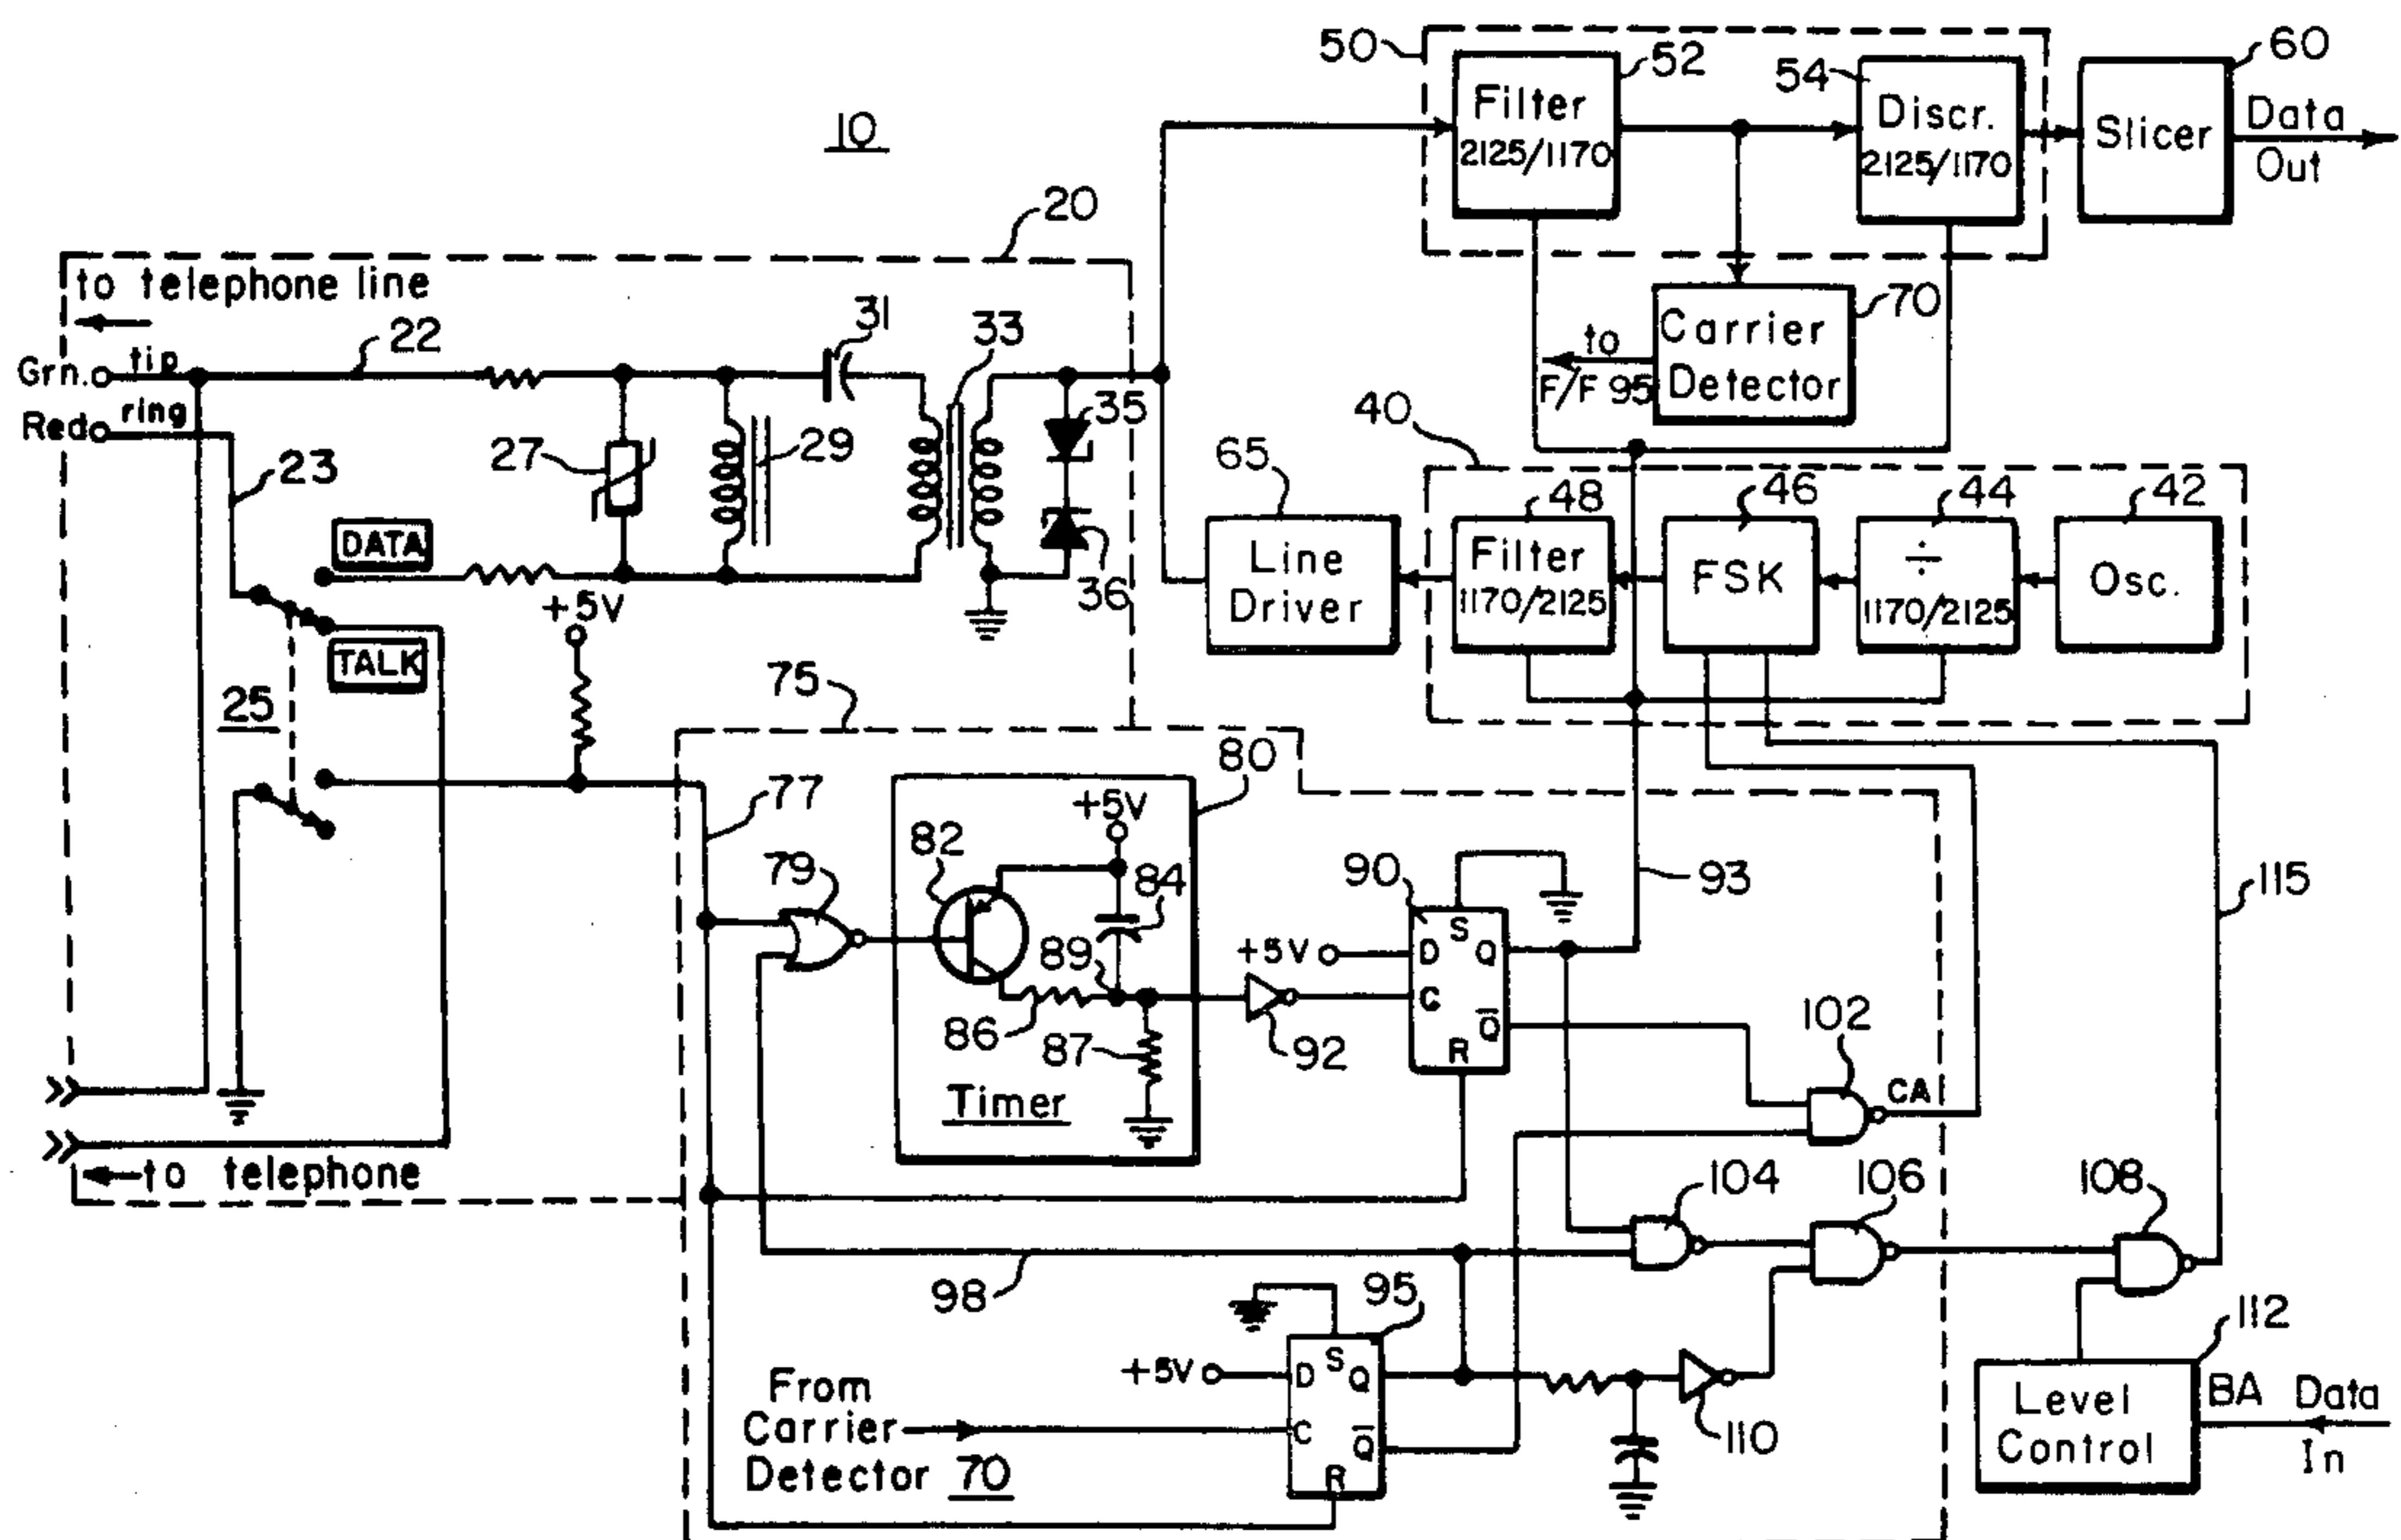 10
50
Filter
2125/1170
52
54
Discr.
2125/1170
60
Slicer
Data
Out
20
to telephone line
Grn.
tip
22
31
33
35
Red
ring
23
27
29
36
DATA
TALK
25
+5V
to
F/F 95
Carrier
Detector
70
40
65
Line
Driver
48
Filter
1170/2125
46
FSK
44
÷
1170/2125
42
Osc.
75
77
79
80
82
+5V
84
89
86
87
Timer
92
90
+5V
S
D
Q
C
Q̅
R
93
102
CA
115
to telephone
98
104
106
108
From
Carrier
Detector 70
+5V
95
S
D
Q
C
Q̅
R
110
112
Level
Control
BA Data
In